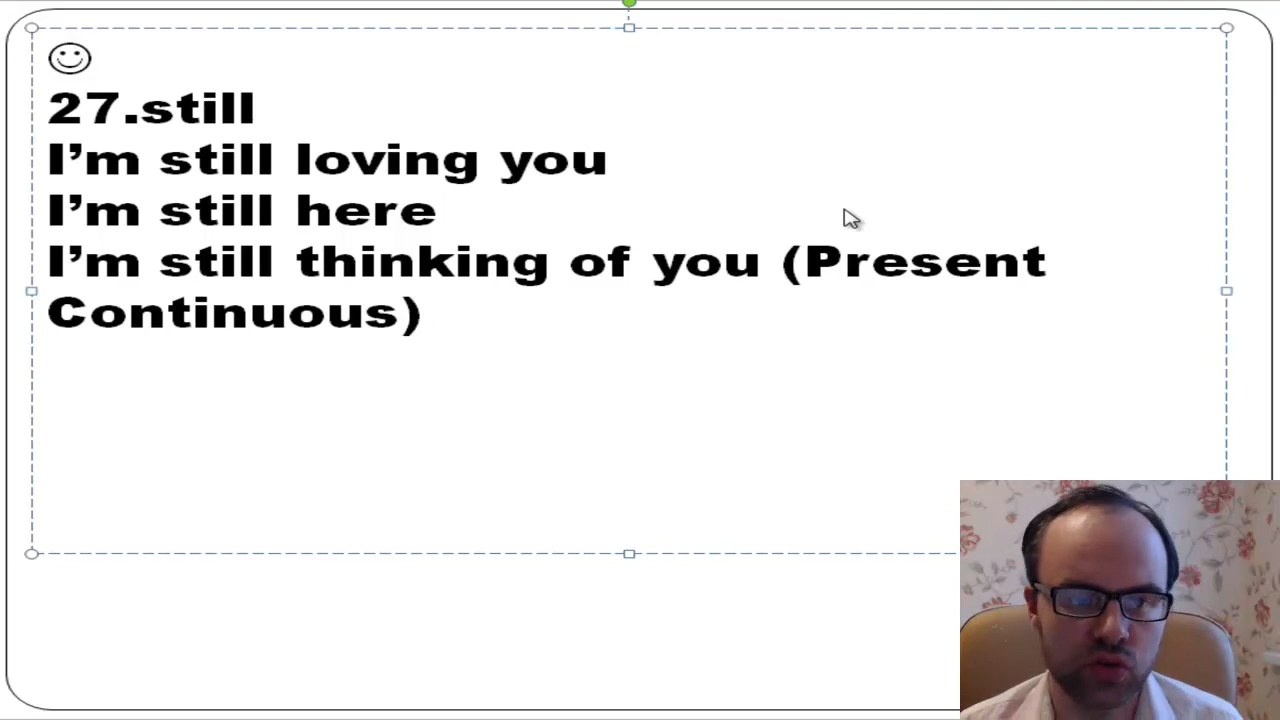 27.still
I’m still loving you
I’m still here
I’m still thinking of you (Present
Continuous)